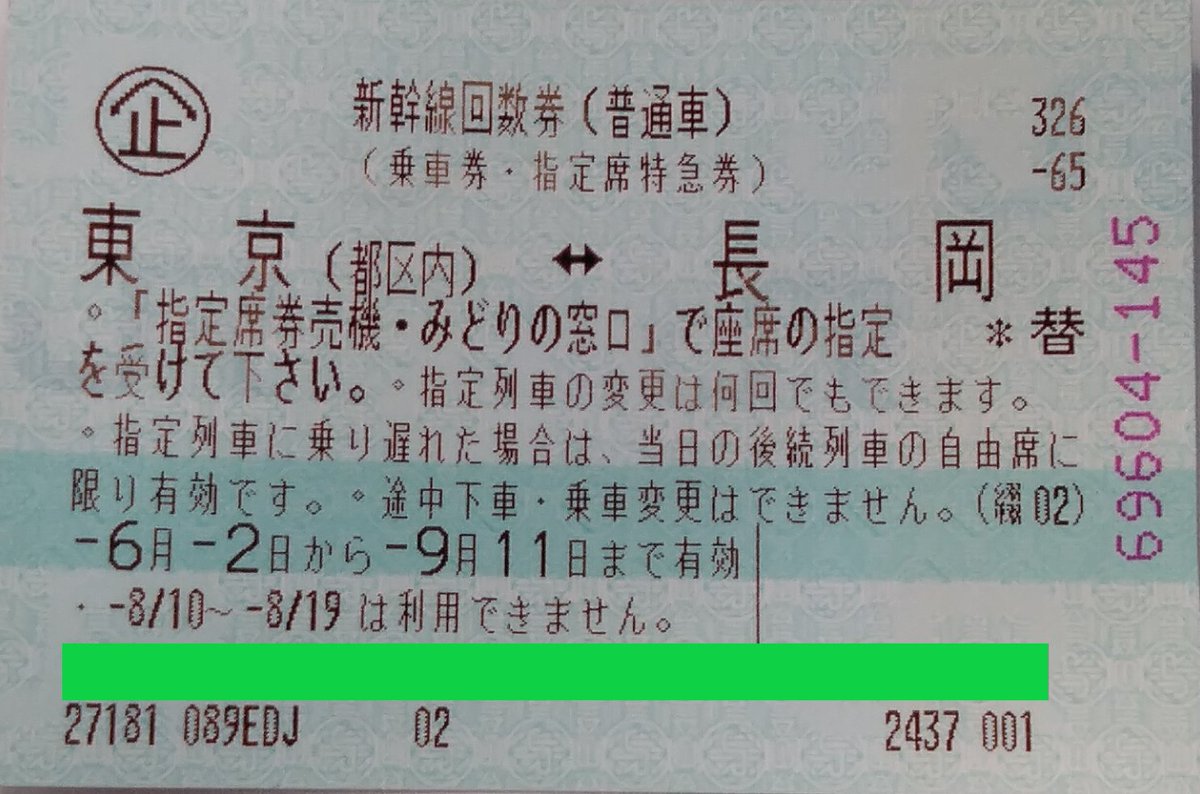 企 新幹線回数券(普通車) 326
(乗車券・指定席特急券) -65
東京(都区内) ↔ 長岡
。「指定席券売機・みどりの窓口」で座席の指定 *替
を受けて下さい。。指定列車の変更は何回でもできます。
。指定列車に乗り遅れた場合は、当日の後続列車の自由席に
限り有効です。。途中下車・乗車変更はできません。(綴02)
-6月-2日から-9月11日まで有効
・-8/10~-8/19は利用できません。
27181 089EDJ 02 2437 001
69604-145